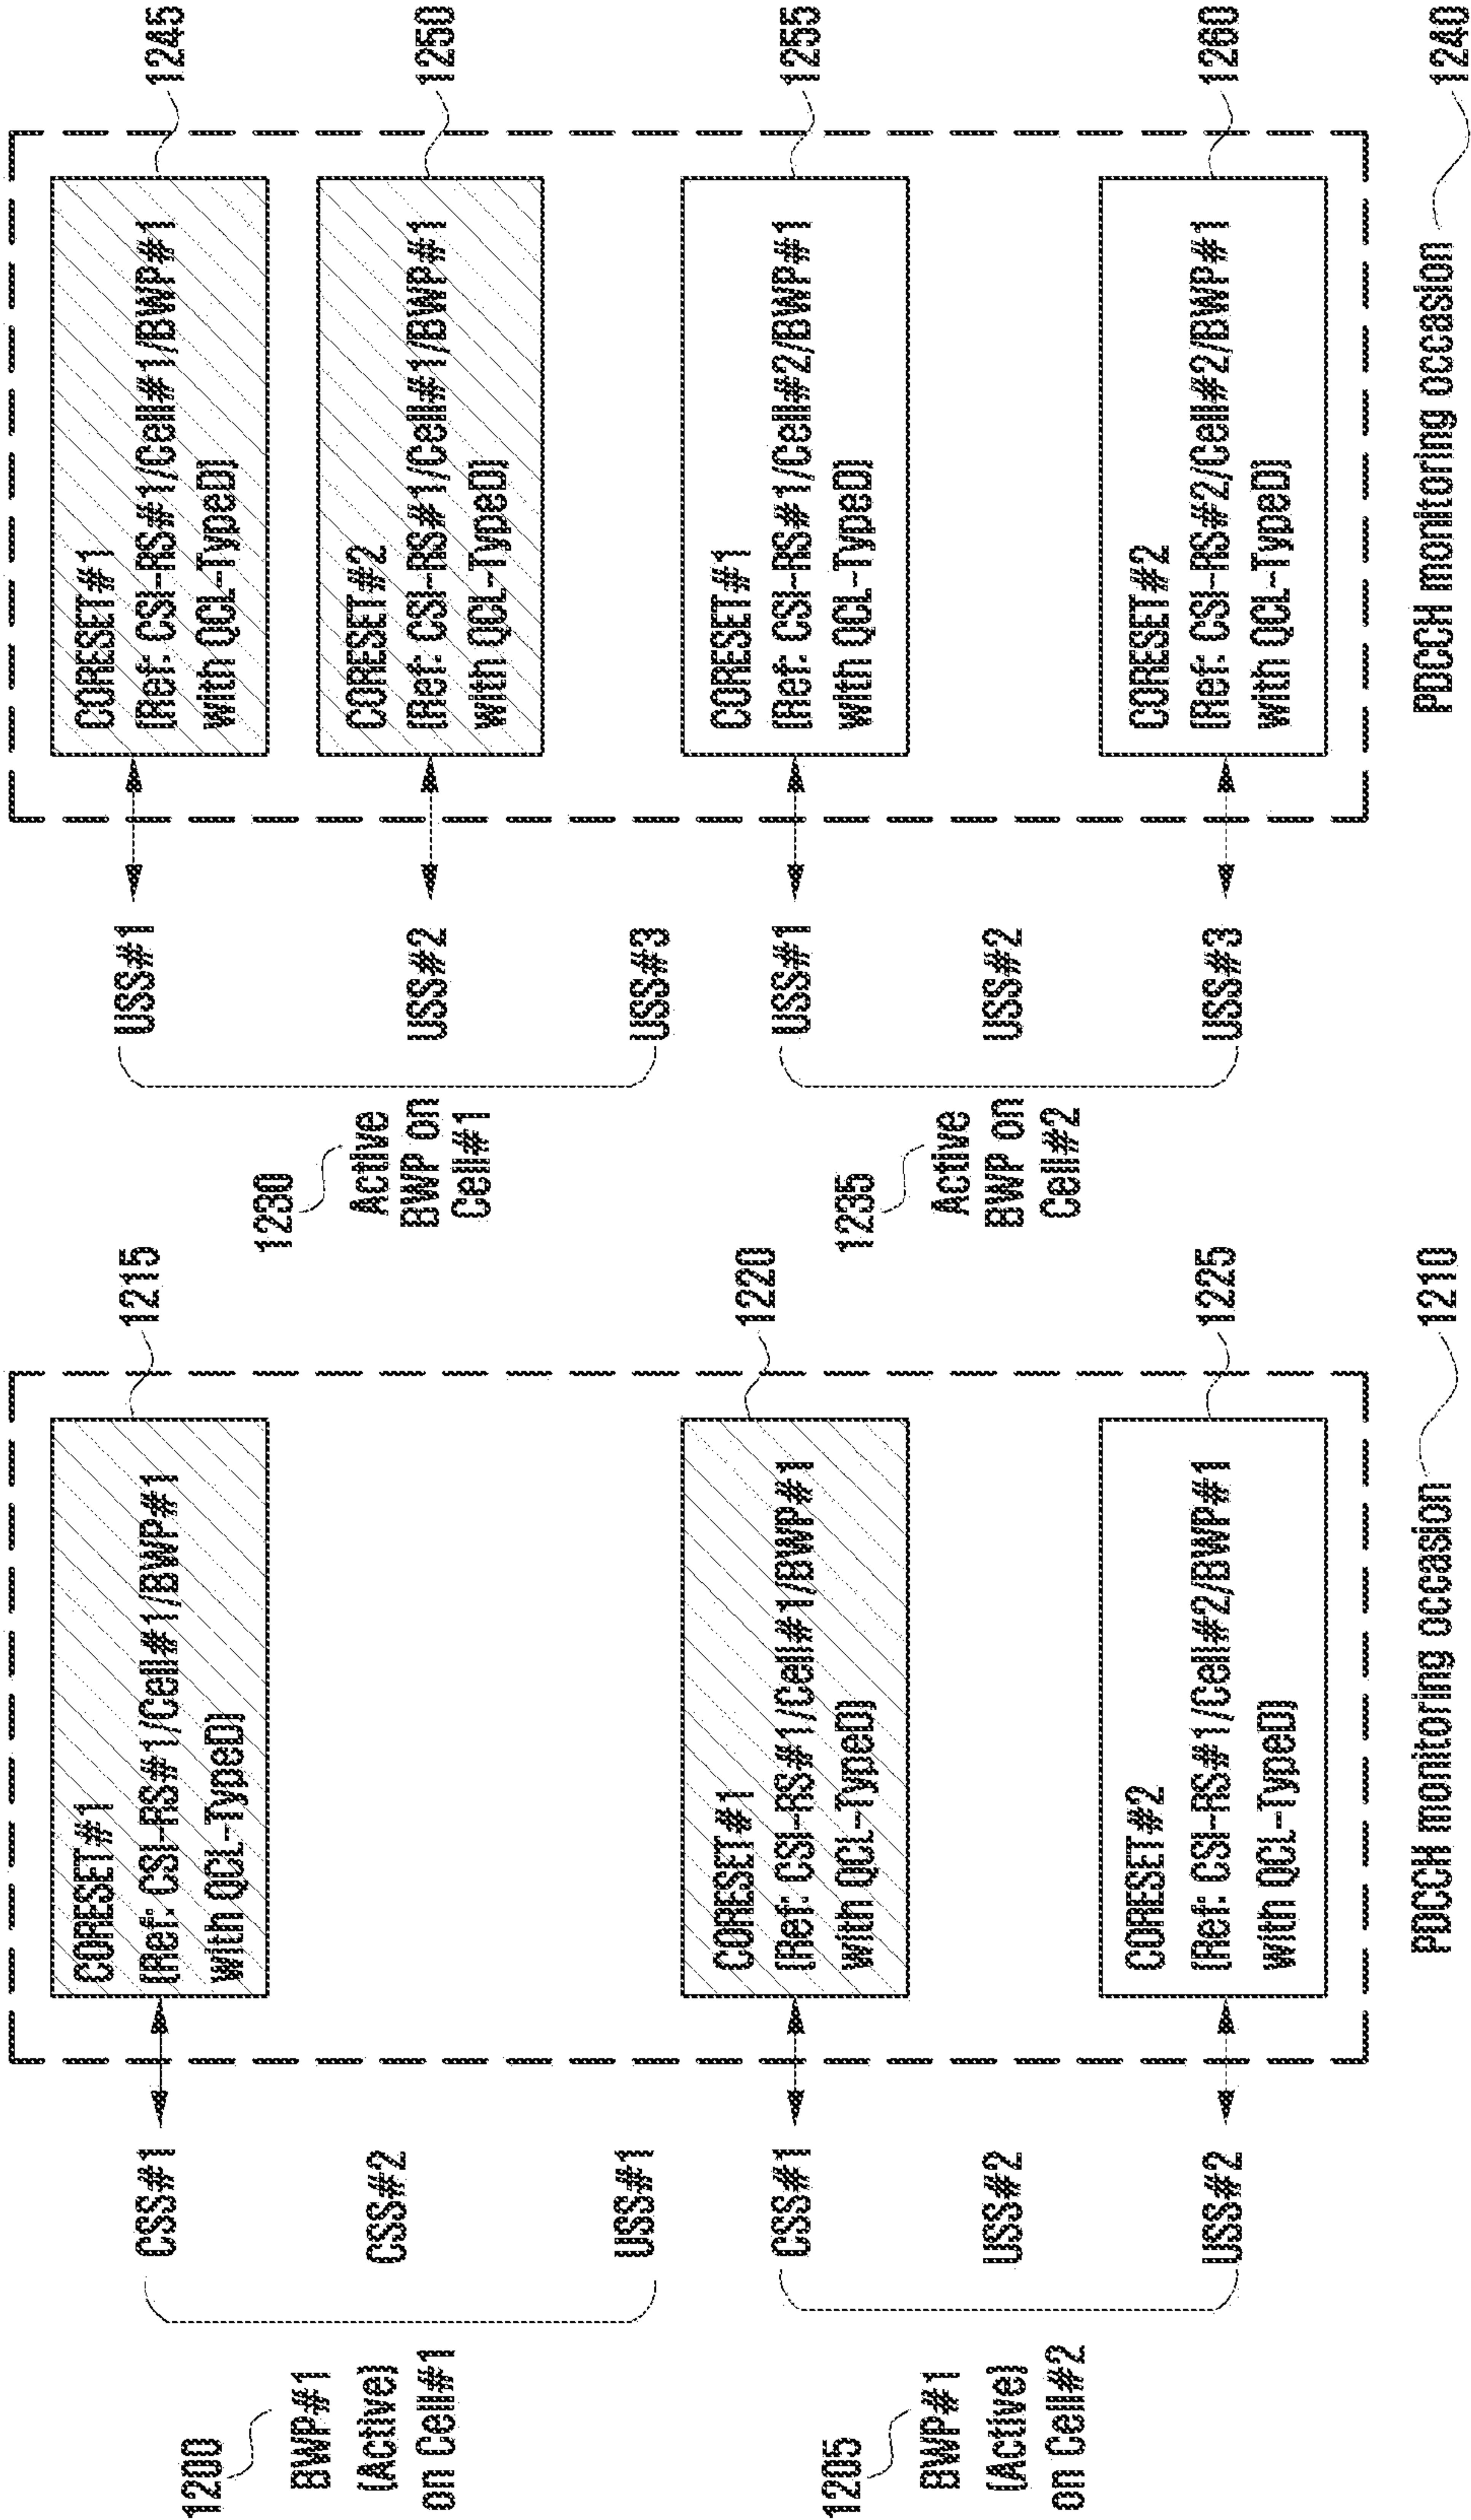 1200
BWP#1
(Active)
on Cell#1
CSS#1
CSS#2
USS#1
CORESET#1
(Ref: CSI-RS#1/Cell#1/BWP#1
with QCL-TypeD)
1215
1205
BWP#1
(Active)
on Cell#2
CSS#1
USS#2
USS#2
CORESET#1
(Ref: CSI-RS#1/Cell#1/BWP#1
with QCL-TypeD)
1220
CORESET#2
(Ref: CSI-RS#1/Cell#2/BWP#1
with QCL-TypeD)
1225
PDCCH monitoring occasion
1210
1230
Active
BWP on
Cell#1
USS#1
USS#2
USS#3
CORESET#1
(Ref: CSI-RS#1/Cell#1/BWP#1
with QCL-TypeD)
1245
CORESET#2
(Ref: CSI-RS#1/Cell#1/BWP#1
with QCL-TypeD)
1250
1235
Active
BWP on
Cell#2
USS#1
USS#2
USS#3
CORESET#1
(Ref: CSI-RS#1/Cell#2/BWP#1
with QCL-TypeD)
1255
CORESET#2
(Ref: CSI-RS#2/Cell#2/BWP#1
with QCL-TypeD)
1260
PDCCH monitoring occasion
1240